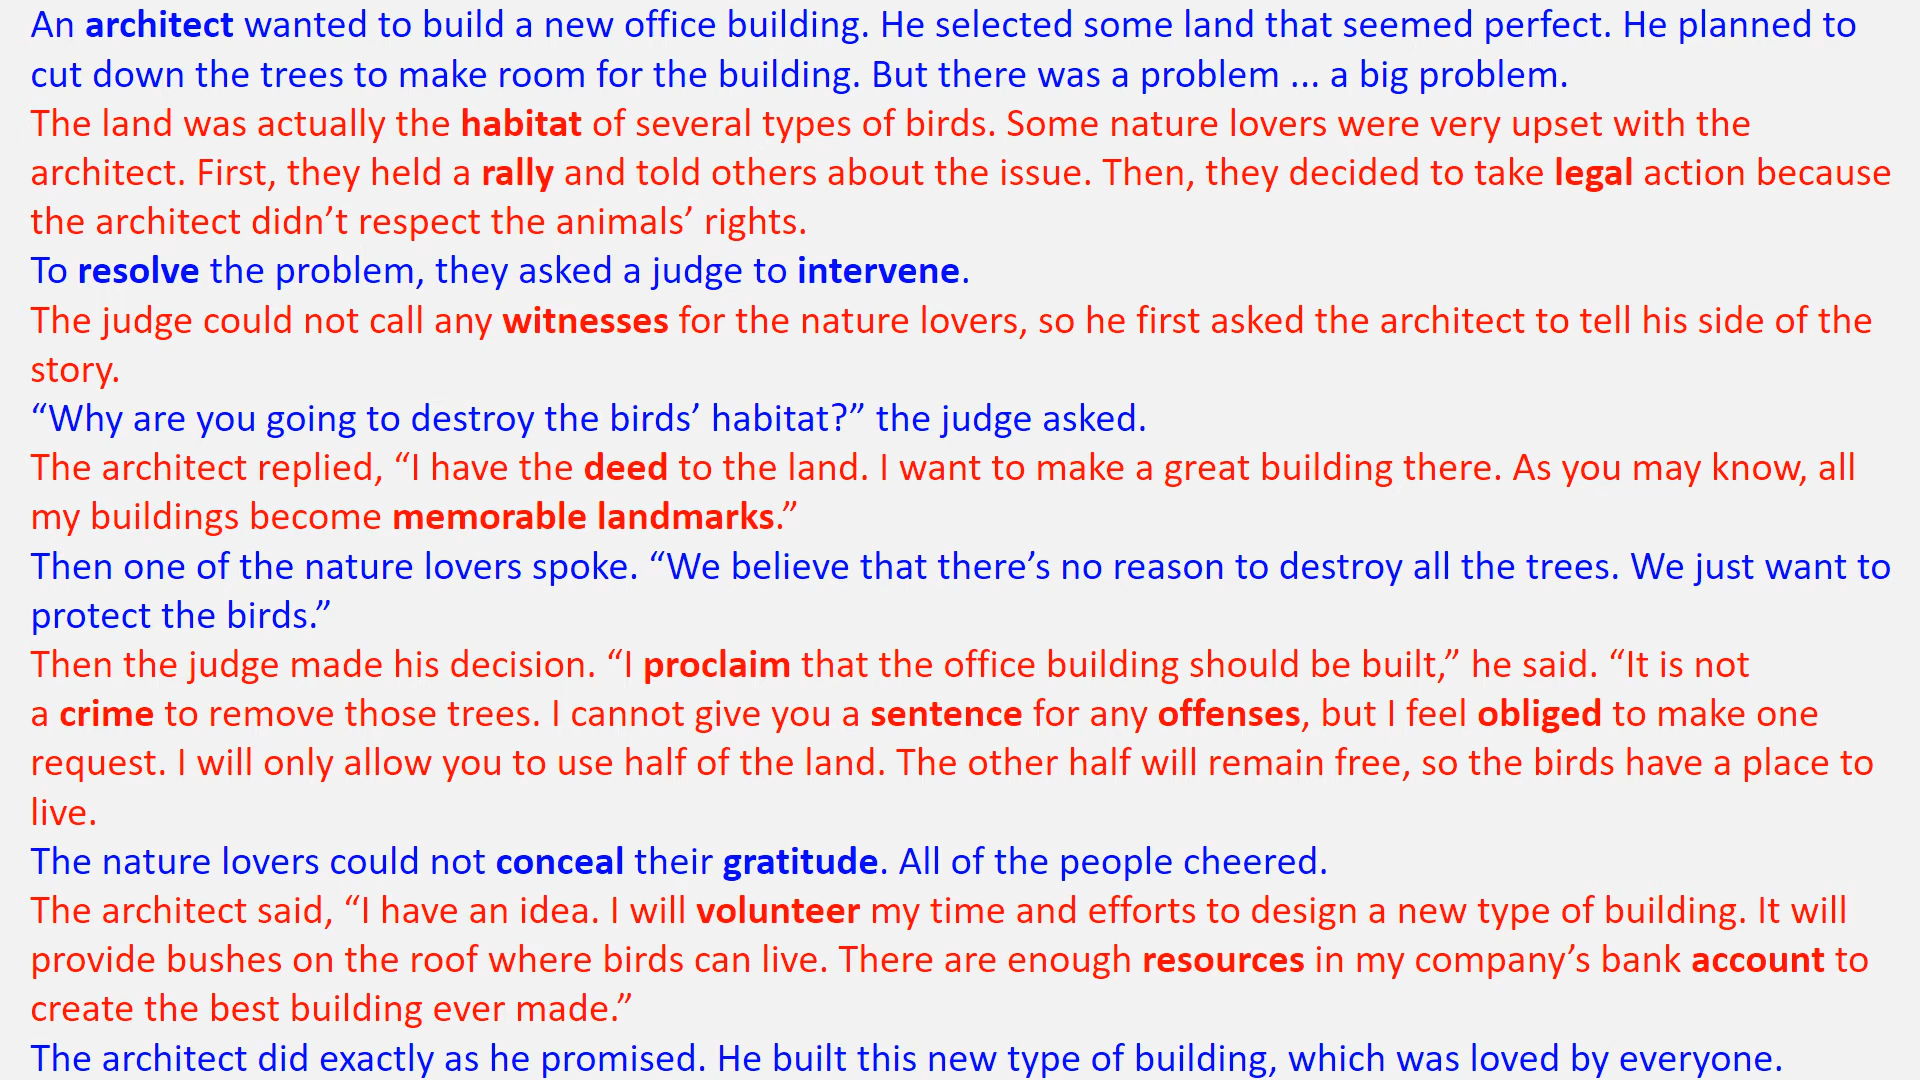 An architect wanted to build a new office building. He selected some land that seemed perfect. He planned to
cut down the trees to make room for the building. But there was a problem ... a big problem.
The land was actually the habitat of several types of birds. Some nature lovers were very upset with the
architect. First, they held a rally and told others about the issue. Then, they decided to take legal action because
the architect didn’t respect the animals’ rights.
To resolve the problem, they asked a judge to intervene.
The judge could not call any witnesses for the nature lovers, so he first asked the architect to tell his side of the
story.
“Why are you going to destroy the birds’ habitat?” the judge asked.
The architect replied, “I have the deed to the land. I want to make a great building there. As you may know, all
my buildings become memorable landmarks.”
Then one of the nature lovers spoke. “We believe that there’s no reason to destroy all the trees. We just want to
protect the birds.”
Then the judge made his decision. “I proclaim that the office building should be built,” he said. “It is not
a crime to remove those trees. I cannot give you a sentence for any offenses, but I feel obliged to make one
request. I will only allow you to use half of the land. The other half will remain free, so the birds have a place to
live.
The nature lovers could not conceal their gratitude. All of the people cheered.
The architect said, “I have an idea. I will volunteer my time and efforts to design a new type of building. It will
provide bushes on the roof where birds can live. There are enough resources in my company’s bank account to
create the best building ever made.”
The architect did exactly as he promised. He built this new type of building, which was loved by everyone.